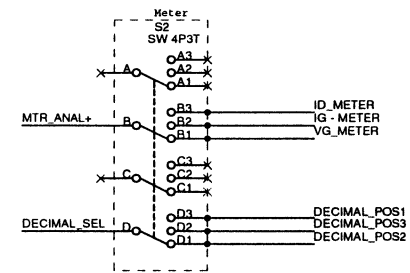 Meter
S2
SW 4P3T
A3
A A2
A1
B3 ID_METER
MTR_ANAL+ B B2 IG - METER
B1 VG_METER
C3
C C2
C1
D3 DECIMAL_POS1
DECIMAL_SEL D D2 DECIMAL_POS3
D1 DECIMAL_POS2